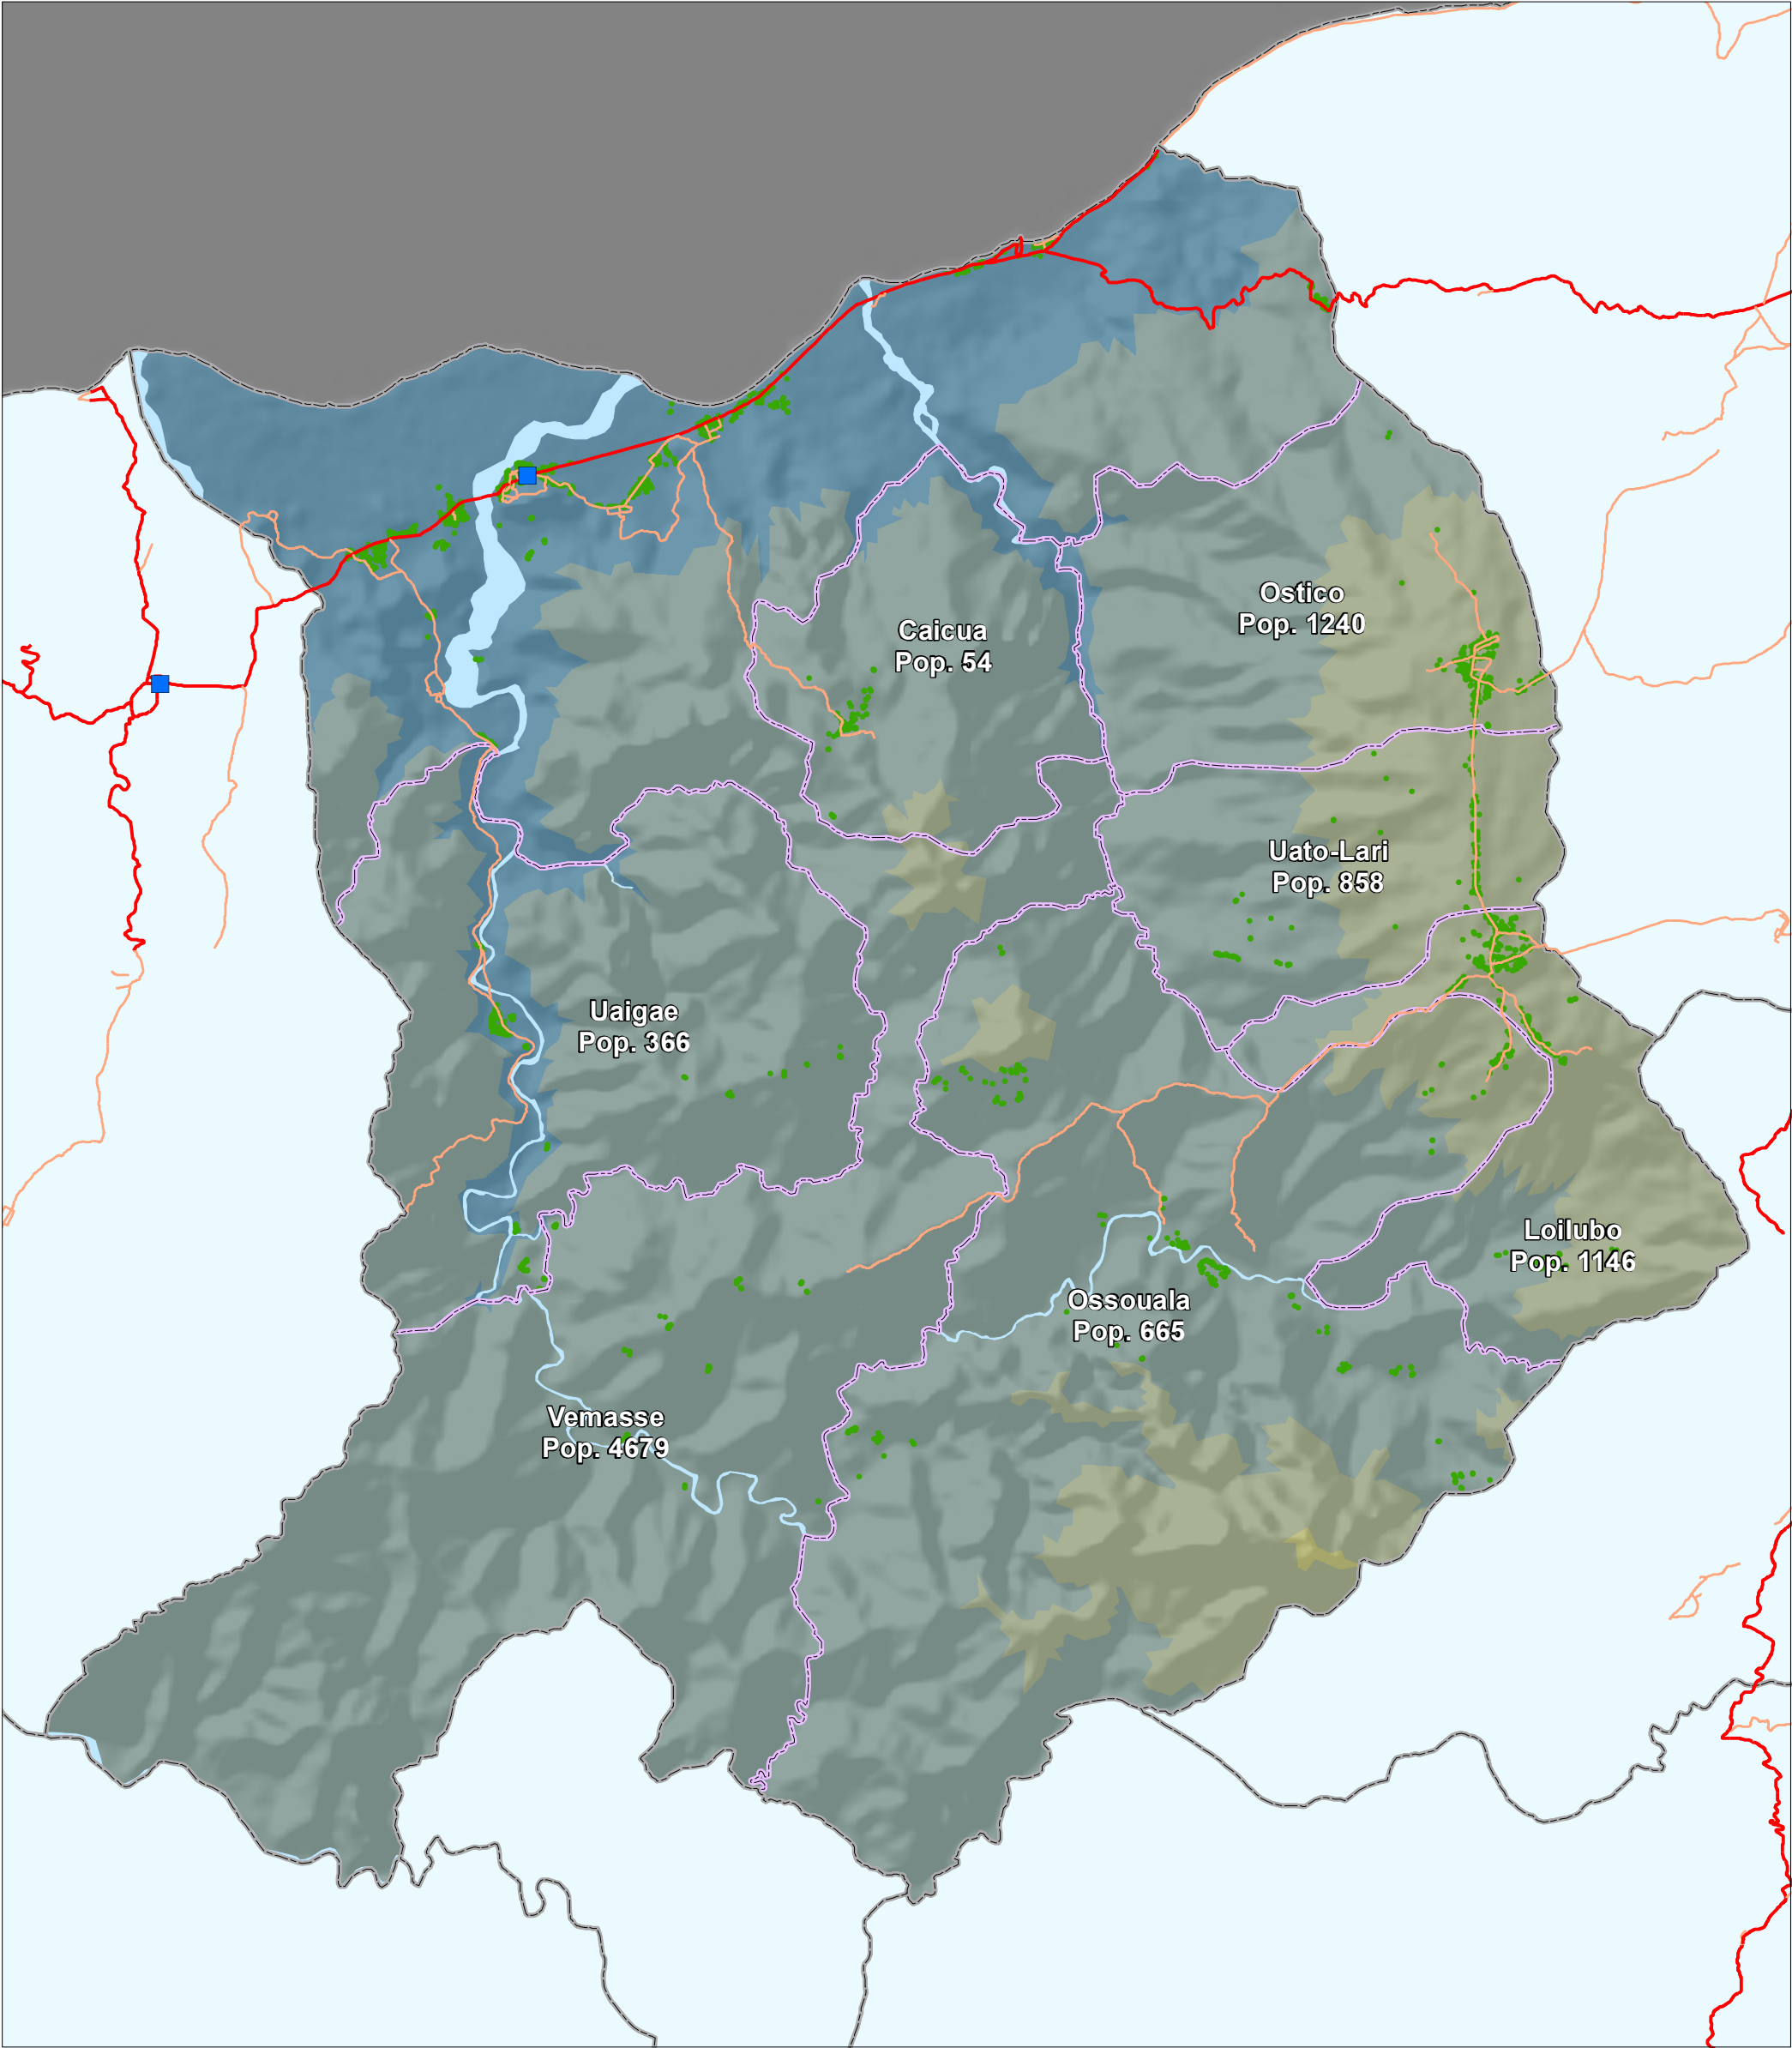 Ostico
Pop. 1240
Caicua
Pop. 54
Uato-Lari
Pop. 858
Uaigae
Pop. 366
Loilubo
Pop. 1146
Ossouala
Pop. 665
Vemasse
Pop. 4679